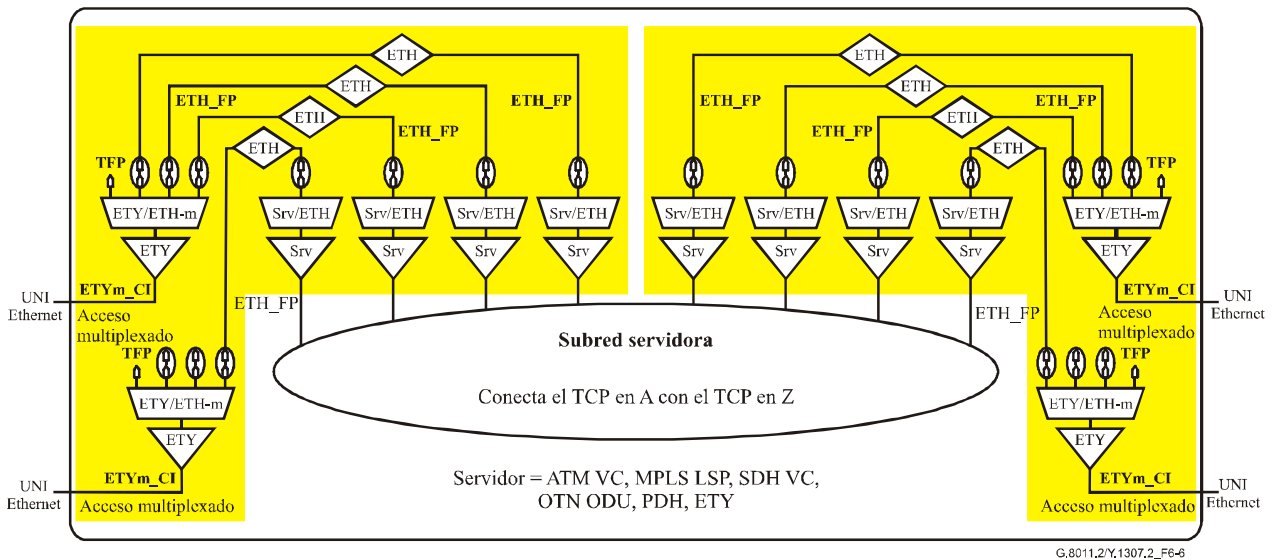 ETH ETH
ETH ETH
ETH_FP ETH_FP ETH_FP ETH_FP
ETH ETH
ETH_FP ETH_FP
ETH ETH
TFP TFP
ETY/ETH-m Srv/ETH Srv/ETH Srv/ETH Srv/ETH Srv/ETH Srv/ETH Srv/ETH Srv/ETH ETY/ETH-m
ETY Srv Srv Srv Srv Srv Srv Srv Srv ETY
ETYm_CI ETH_FP ETH_FP ETYm_CI
UNI
Ethernet
Acceso
multiplexado
UNI
Ethernet
Acceso
multiplexado
Subred servidora
TFP TFP
ETY/ETH-m Conecta el TCP en A con el TCP en Z ETY/ETH-m
ETY ETY
ETYm_CI ETYm_CI
UNI
Ethernet
Acceso multiplexado
Servidor = ATM VC, MPLS LSP, SDH VC,
OTN ODU, PDH, ETY
UNI
Ethernet
Acceso multiplexado
G.8011.2/Y.1307.2_F6-6